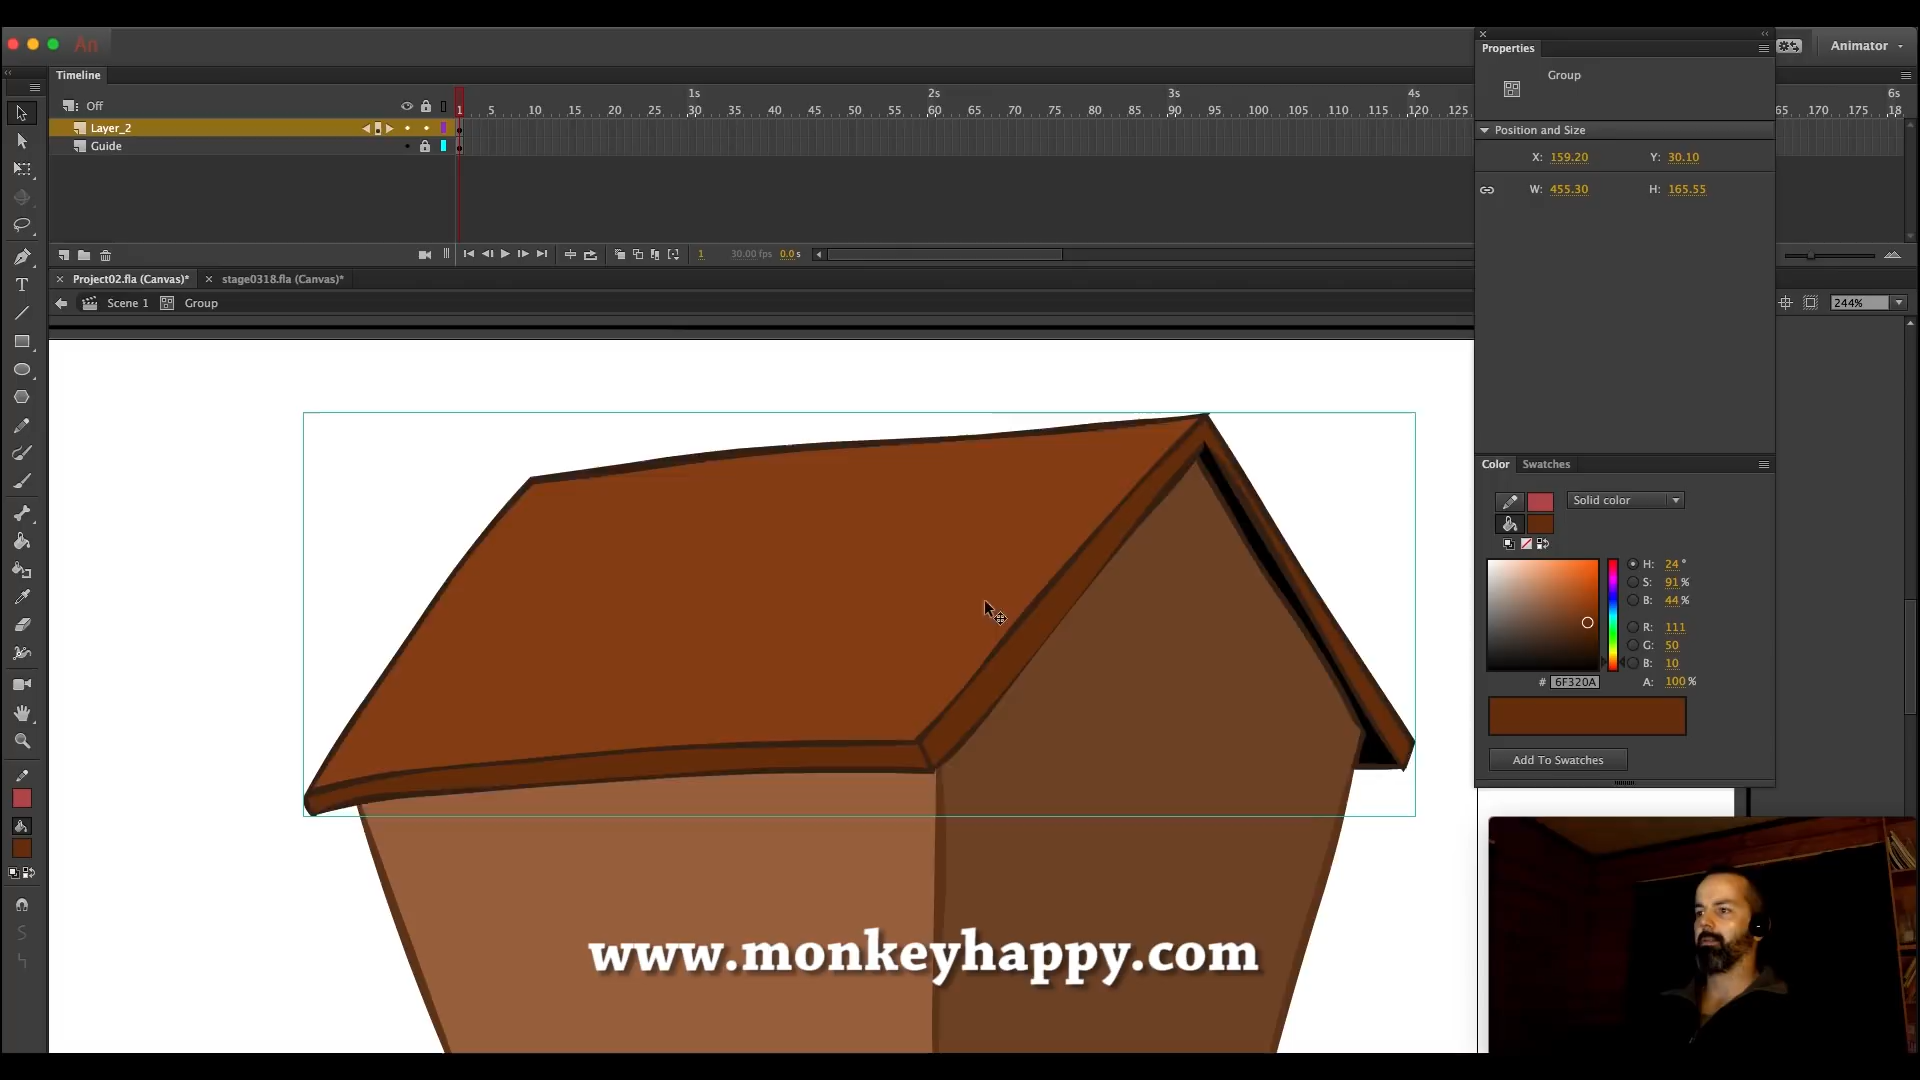 An
Properties
Animator
Timeline
Group
Off
1s 2s 3s 4s 6s
1 5 10 15 20 25 30 35 40 45 50 55 60 65 70 75 80 85 90 95 100 105 110 115 120 125 65 170 175 18
Layer_2
Guide
Position and Size
X: 159.20 Y: 30.10
W: 455.30 H: 165.55
1 30.00 fps 0.0 s
Project02.fla (Canvas)* stage0318.fla (Canvas)*
Scene 1 Group
244%
T
Color Swatches
Solid color
H: 24 °
S: 91 %
B: 44 %
R: 111
G: 50
B: 10
# 6F320A A: 100 %
Add To Swatches
www.monkeyhappy.com